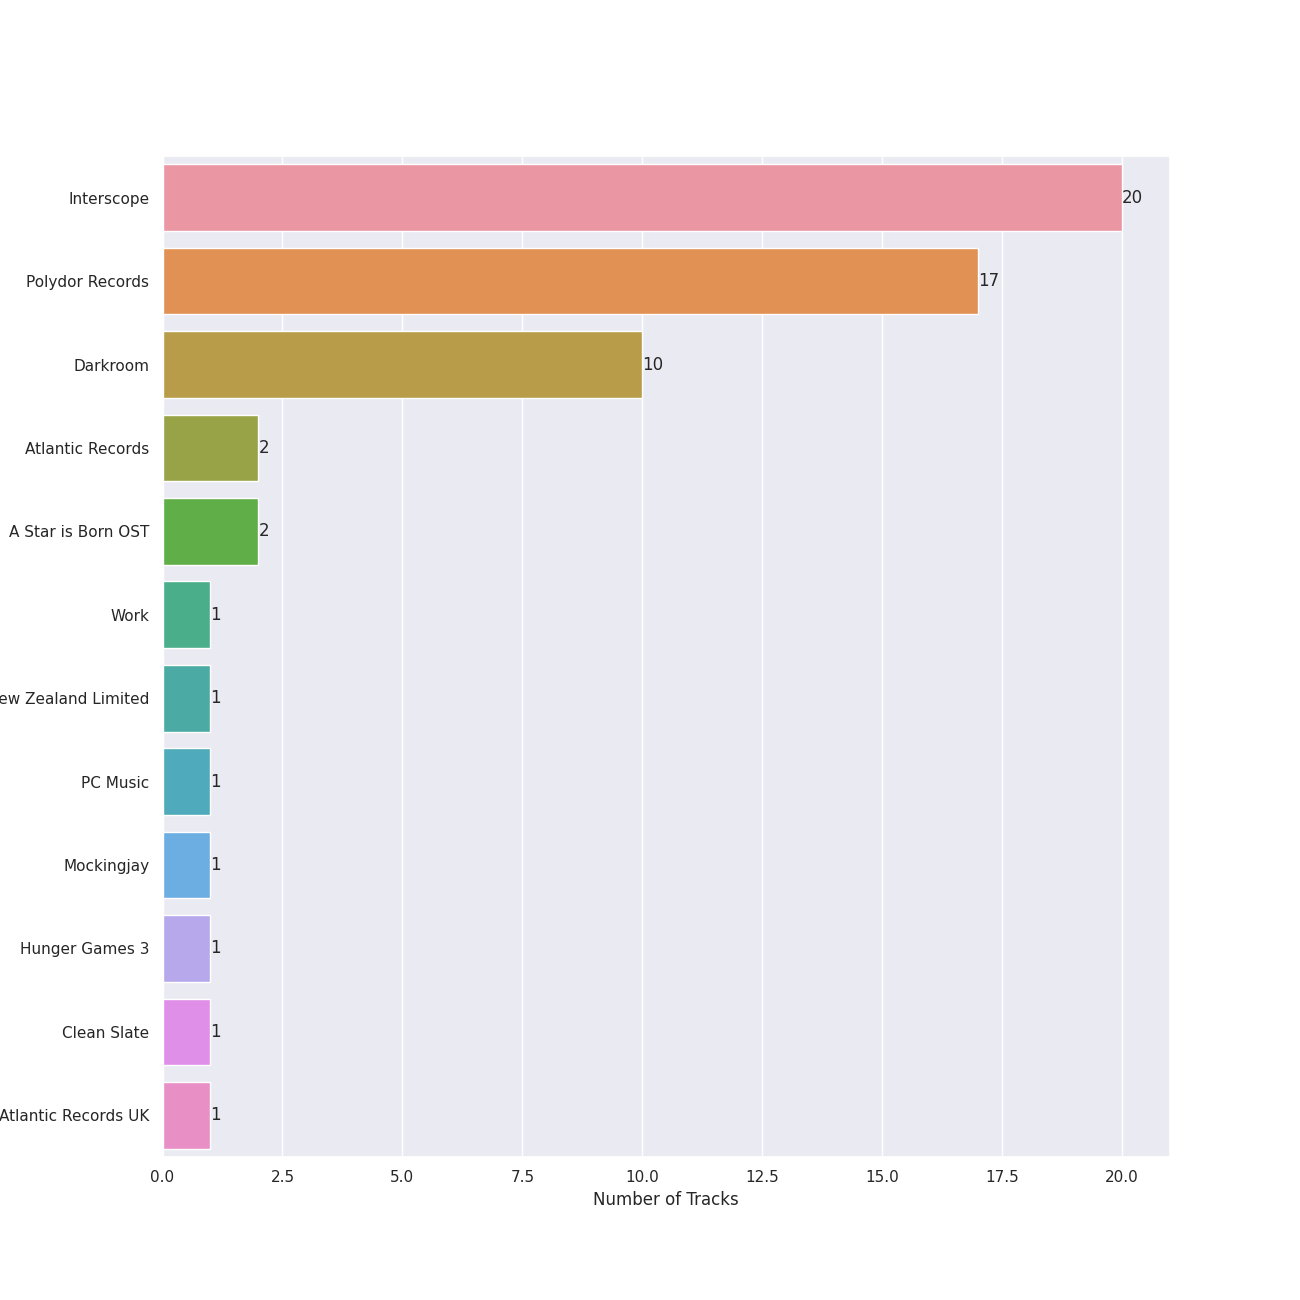 Interscope 20
Polydor Records 17
Darkroom 10
Atlantic Records 2
A Star is Born OST 2
Work 1
Zealand Limited 1
PC Music 1
Mockingjay 1
Hunger Games 3 1
Clean Slate 1
Atlantic Records UK 1
0.0 2.5 5.0 7.5 10.0 12.5 15.0 17.5 20.0
Number of Tracks